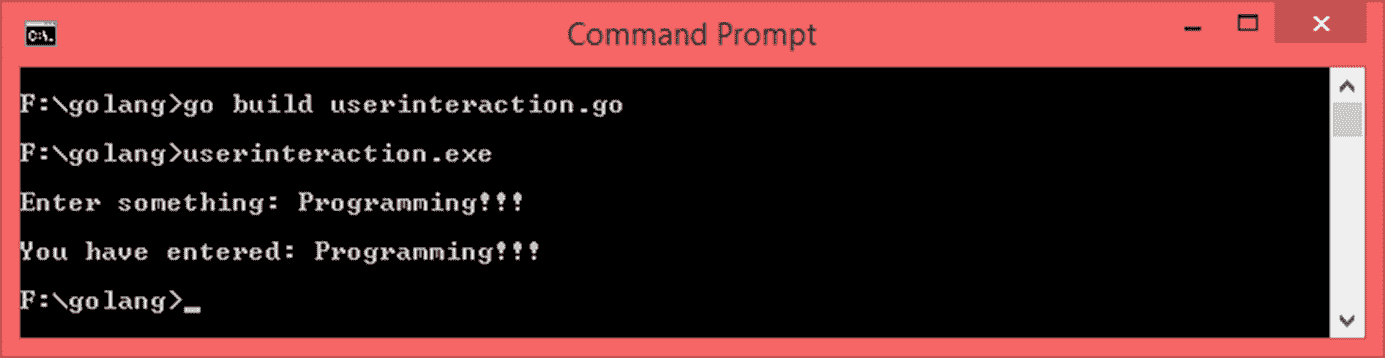 C:\.
Command Prompt
F:\golang>go build userinteraction.go
F:\golang>userinteraction.exe
Enter something: Programming!!!
You have entered: Programming!!!
F:\golang>_